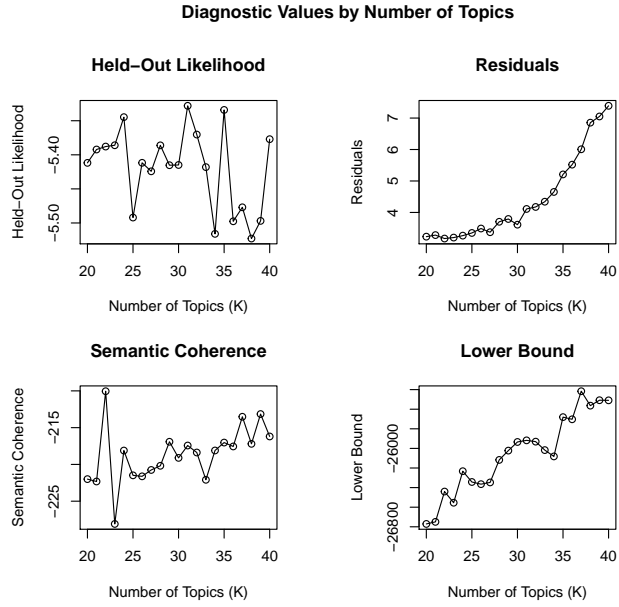 Diagnostic Values by Number of Topics
Held−Out Likelihood
Held−Out Likelihood
−5.40
−5.50
20 25 30 35 40
Number of Topics (K)
Residuals
Residuals
7
6
5
4
20 25 30 35 40
Number of Topics (K)
Semantic Coherence
Semantic Coherence
−215
−225
20 25 30 35 40
Number of Topics (K)
Lower Bound
Lower Bound
−26000
−26800
20 25 30 35 40
Number of Topics (K)